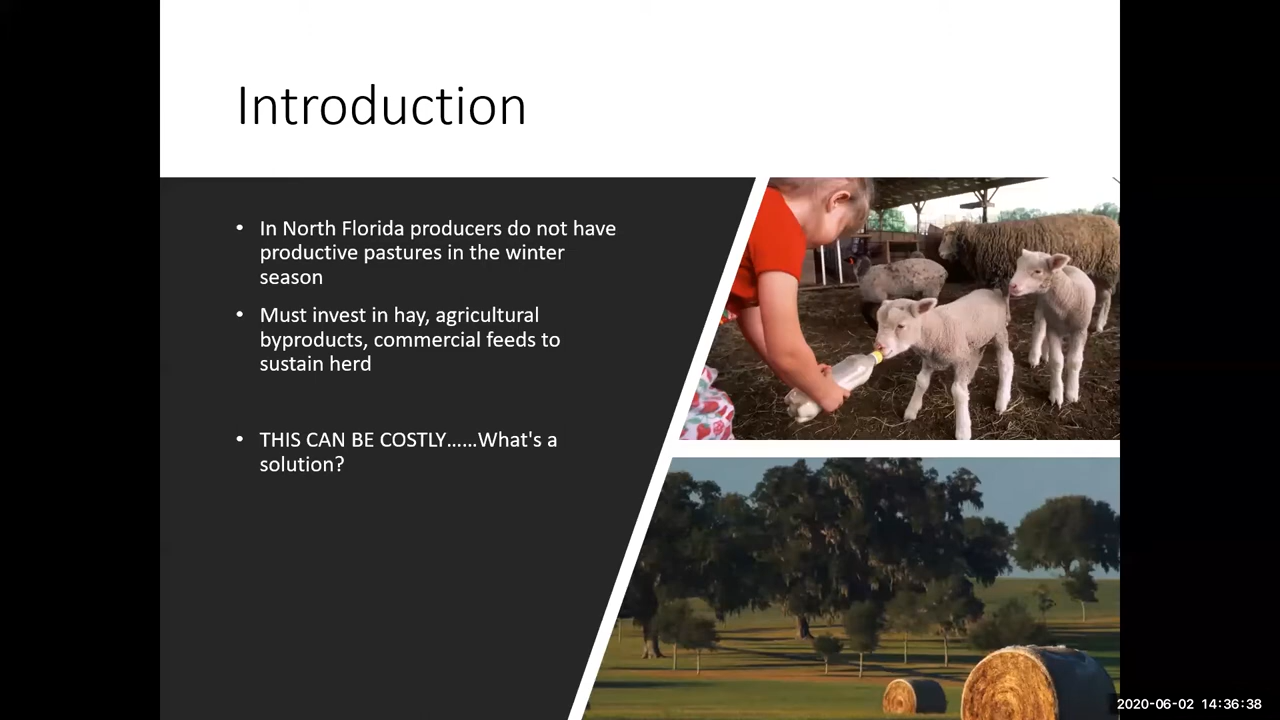 Introduction
• In North Florida producers do not have
productive pastures in the winter
season
• Must invest in hay, agricultural
byproducts, commercial feeds to
sustain herd
• THIS CAN BE COSTLY......What's a
solution?
2020-06-02 14:36:38